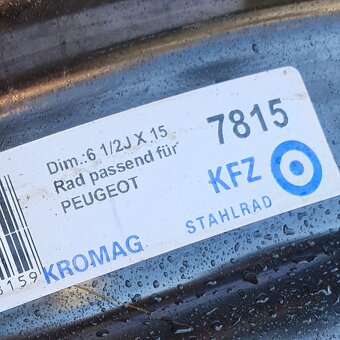 Dim.:6 1/2J X 15
Rad passend für
PEUGEOT
7815
KFZ
KROMAG
STAHLRAD
3159